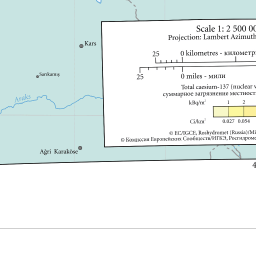 Kars
Sarıkamış
Araks
Ağri Karaköse
Scale 1: 2 500 00
Projection: Lambert Azimuth
25
0 kilometres - километр
25
0 miles - мили
Total caesium-137 (nuclear w
суммарное загрязнение местност
kBq/m²
1
2
Ci/km²
0.027
0.054
© EC/IGCE, Roshydromet (Russia)/Mi
© Комиссия Европейских Сообществ/ИГКЭ, Росгидроме
4